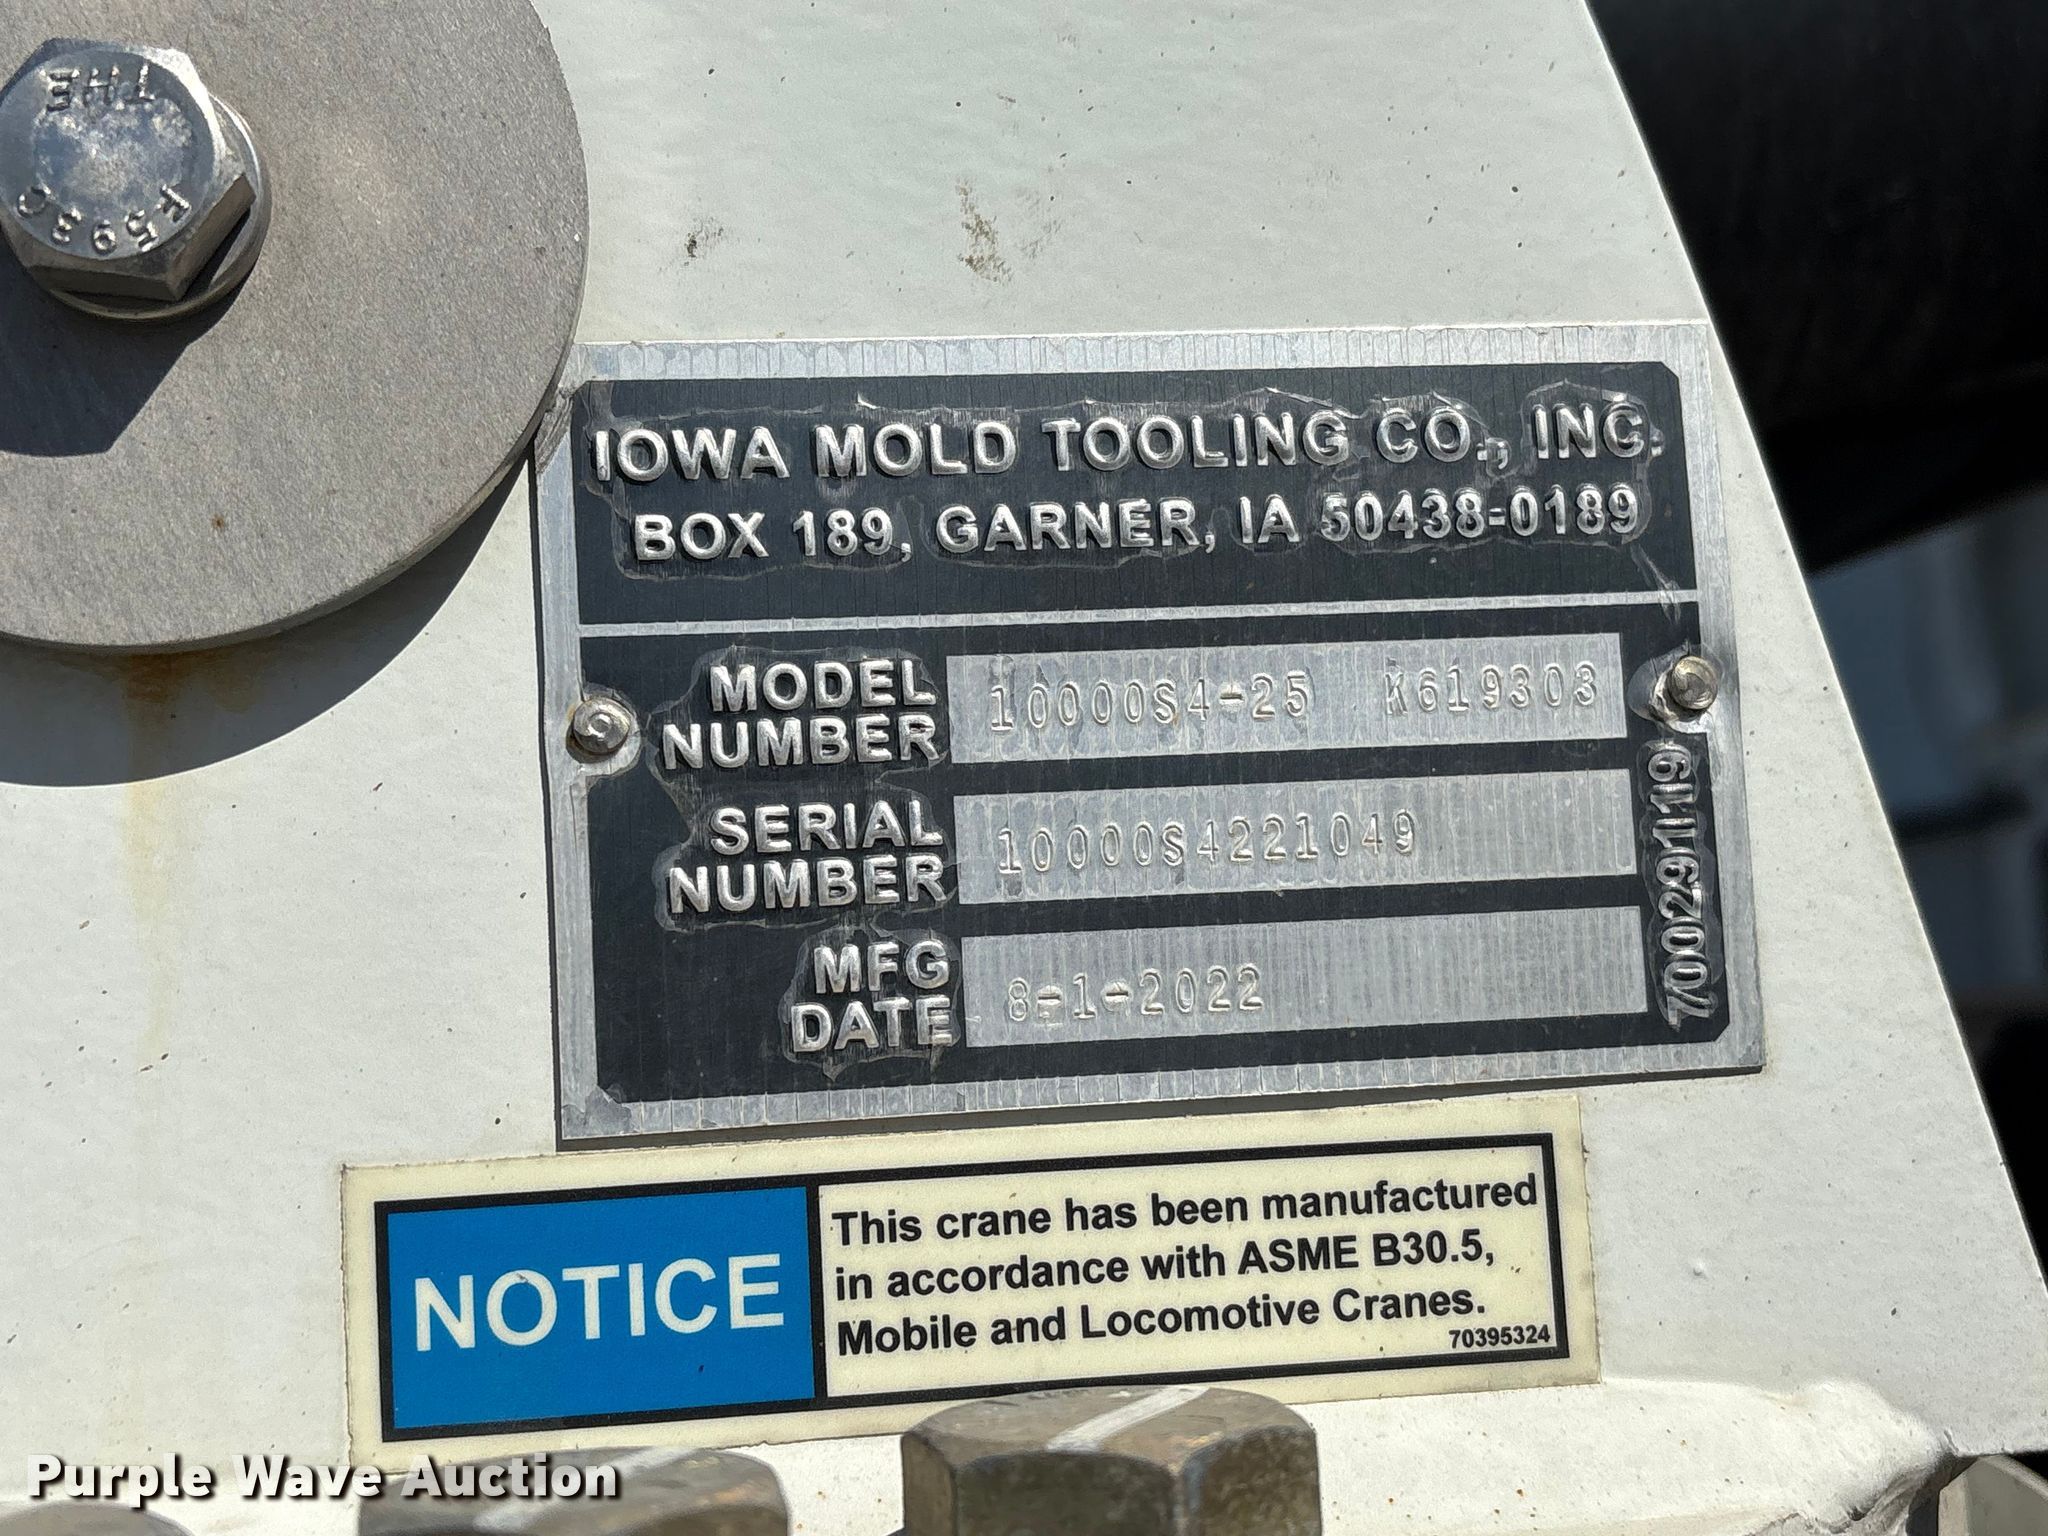 THE
F593C
IOWA MOLD TOOLING CO., INC.
BOX 189, GARNER, IA 50438-0189
MODEL NUMBER 10000S4-25 K619303
SERIAL NUMBER 10000S4221049
MFG DATE 8-1-2022
70029119
NOTICE
This crane has been manufactured
in accordance with ASME B30.5,
Mobile and Locomotive Cranes.
70395324
Purple Wave Auction